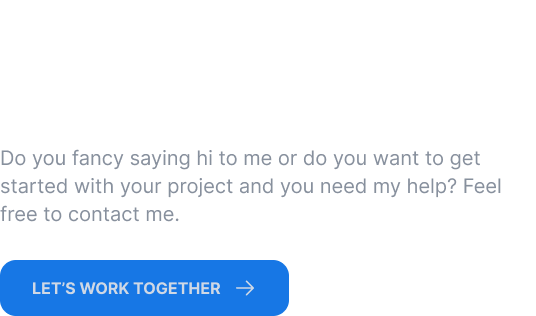 Do you fancy saying hi to me or do you want to get
started with your project and you need my help? Feel
free to contact me.
LET’S WORK TOGETHER